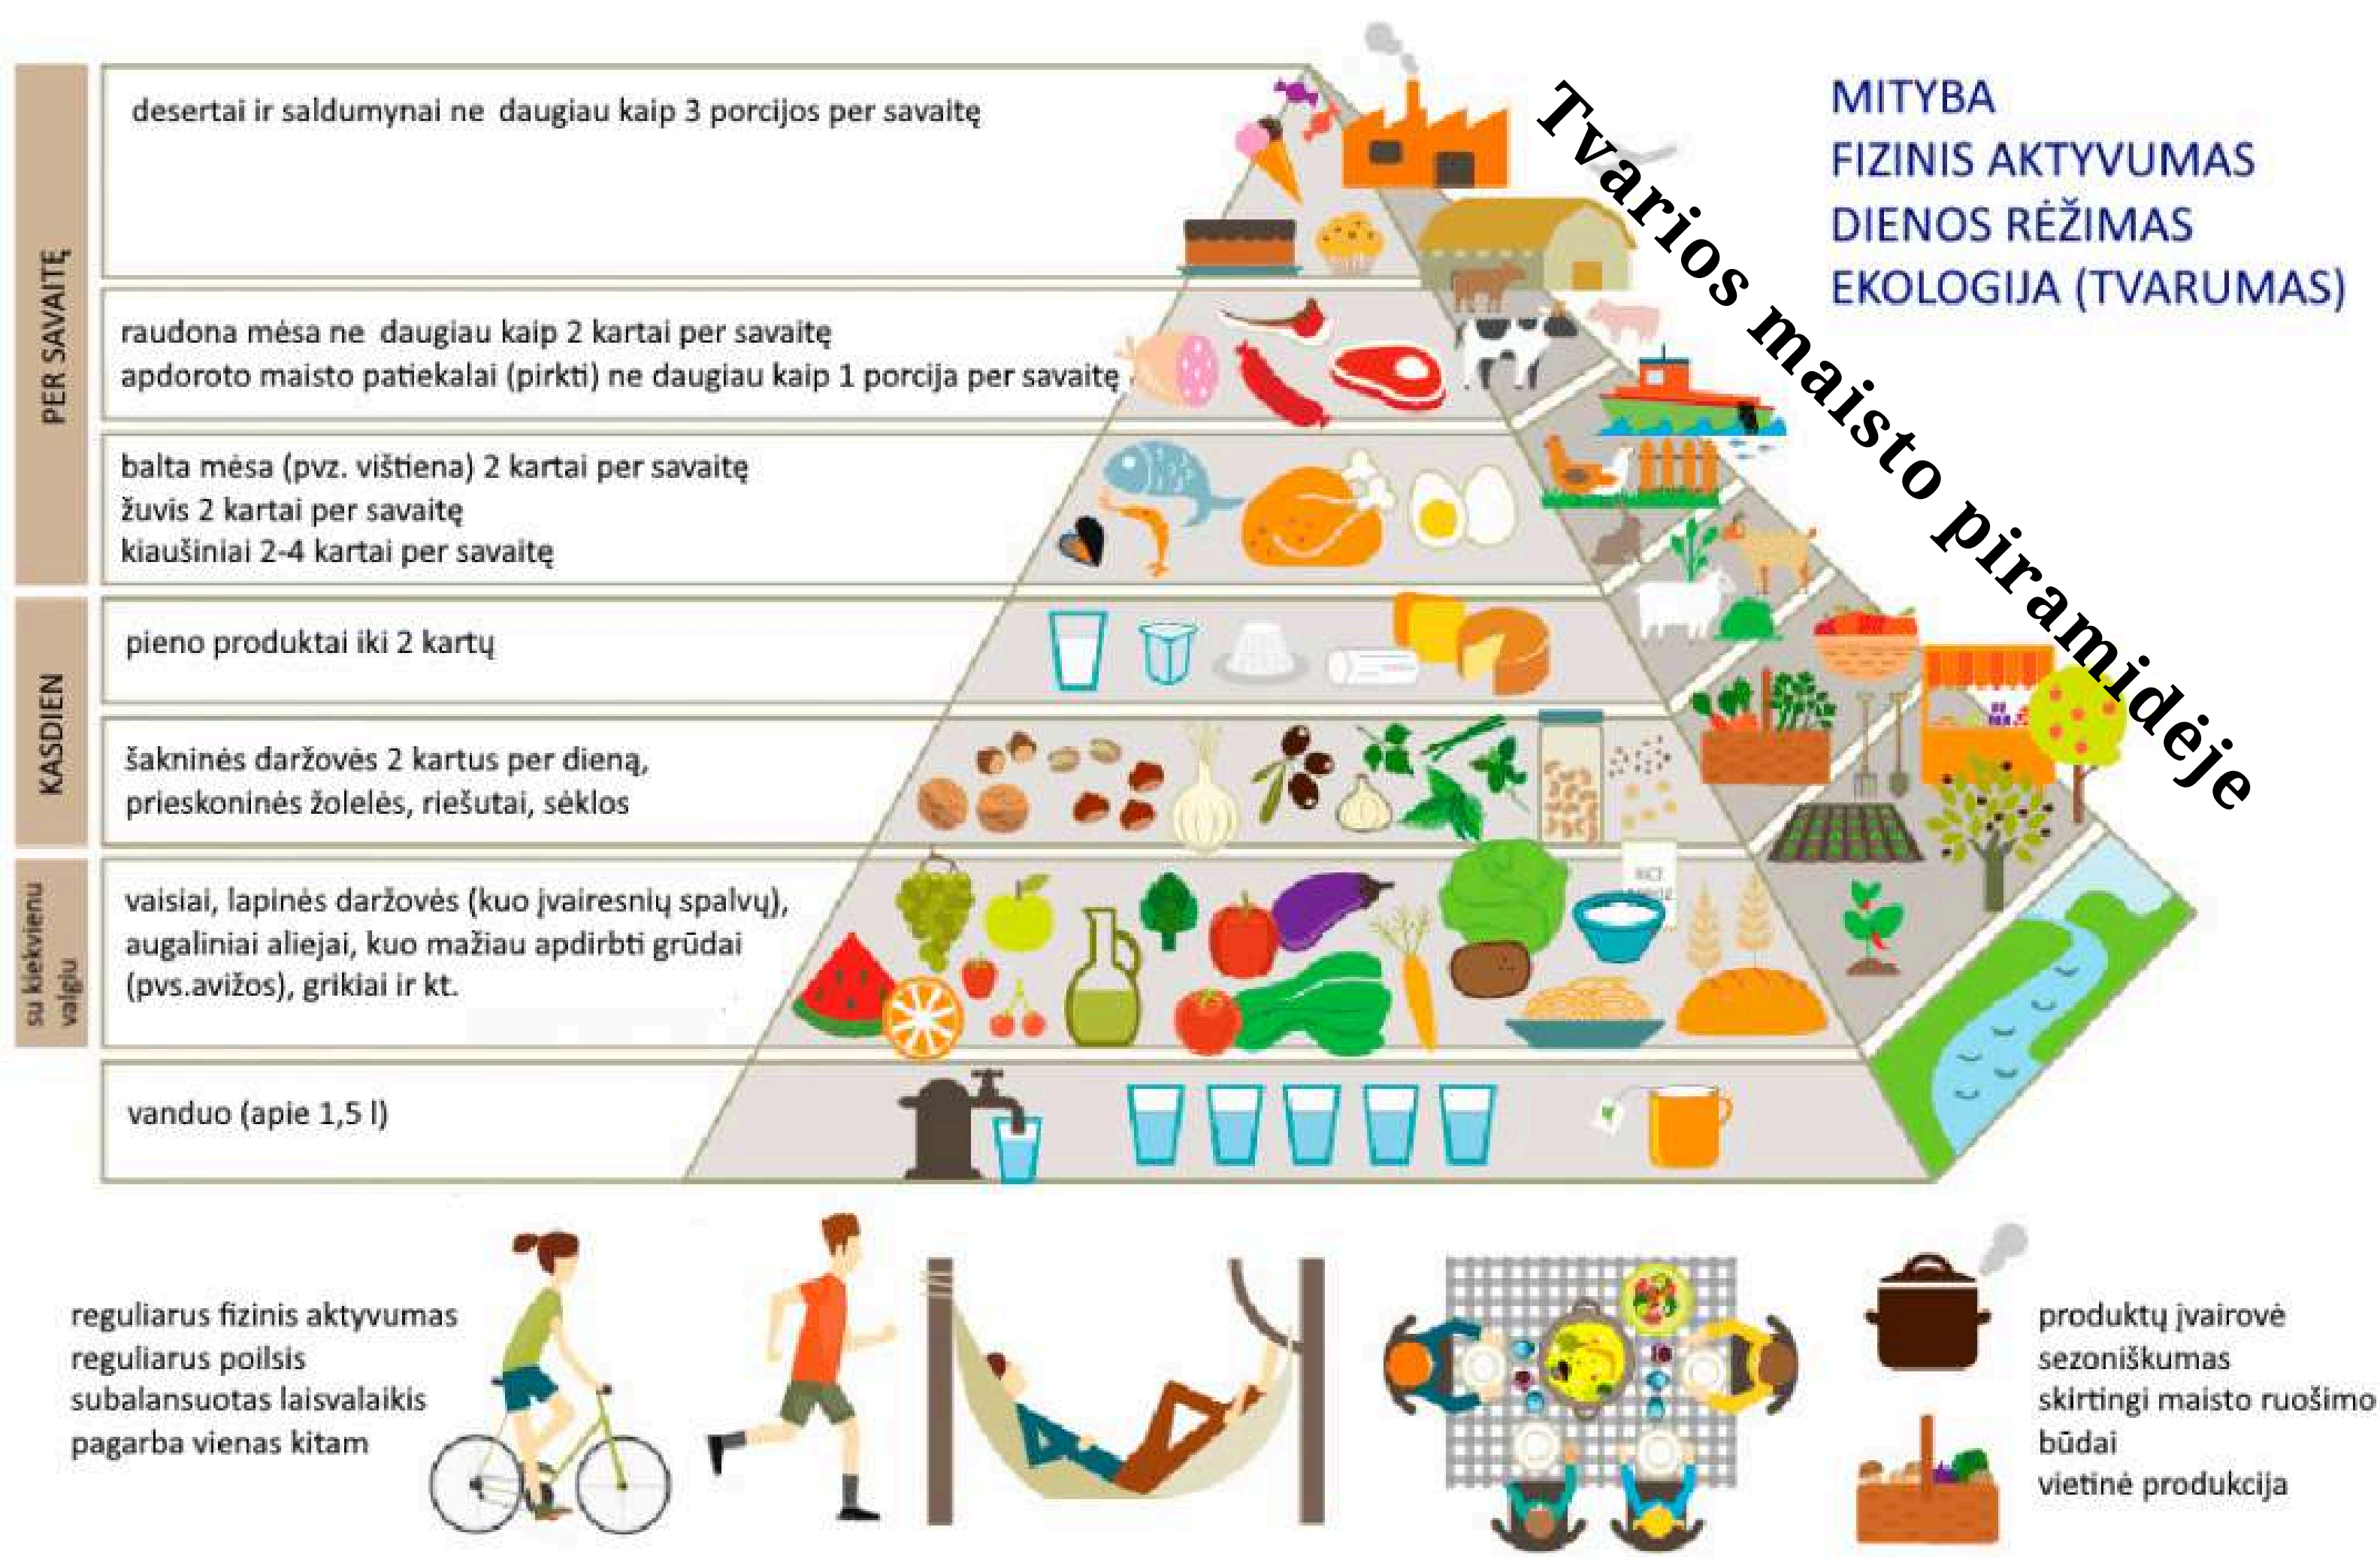 MITYBA
FIZINIS AKTYVUMAS
DIENOS RĖŽIMAS
EKOLOGIJA (TVARUMAS)
Tvarios maisto piramidėje
PER SAVAITĘ
desertai ir saldumynai ne daugiau kaip 3 porcijos per savaitę
raudona mėsa ne daugiau kaip 2 kartai per savaitę
apdoroto maisto patiekalai (pirkti) ne daugiau kaip 1 porcija per savaitę
balta mėsa (pvz. vištiena) 2 kartai per savaitę
žuvis 2 kartai per savaitę
kiaušiniai 2-4 kartai per savaitę
KASDIEN
pieno produktai iki 2 kartų
šakninės daržovės 2 kartus per dieną,
prieskoninės žolelės, riešutai, sėklos
su kiekvienu
valgiu
vaisiai, lapinės daržovės (kuo įvairesnių spalvų),
augaliniai aliejai, kuo mažiau apdirbti grūdai
(pvs.avižos), grikiai ir kt.
RICE
vanduo (apie 1,5 l)
reguliarus fizinis aktyvumas
reguliarus poilsis
subalansuotas laisvalaikis
pagarba vienas kitam
produktų įvairovė
sezoniškumas
skirtingi maisto ruošimo
būdai
vietinė produkcija